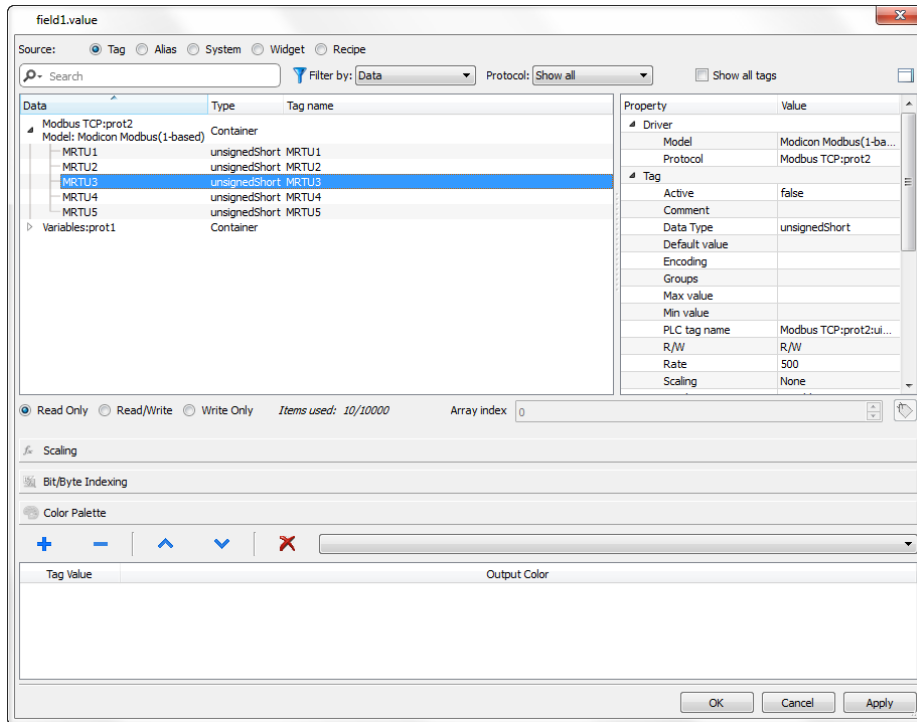 field1.value
Source: Tag Alias System Widget Recipe
Search Filter by: Data Protocol: Show all Show all tags
Data Type Tag name
Modbus TCP:prot2
Model: Modicon Modbus(1-based) Container
MRTU1 unsignedShort MRTU1
MRTU2 unsignedShort MRTU2
MRTU3 unsignedShort MRTU3
MRTU4 unsignedShort MRTU4
MRTU5 unsignedShort MRTU5
Variables:prot1 Container
Property Value
Driver
Model Modicon Modbus(1-ba...
Protocol Modbus TCP:prot2
Tag
Active false
Comment
Data Type unsignedShort
Default value
Encoding
Groups
Max value
Min value
PLC tag name Modbus TCP:prot2:ui...
R/W R/W
Rate 500
Scaling None
Read Only Read/Write Write Only Items used: 10/10000 Array index 0
Scaling
Bit/Byte Indexing
Color Palette
Tag Value Output Color
OK Cancel Apply